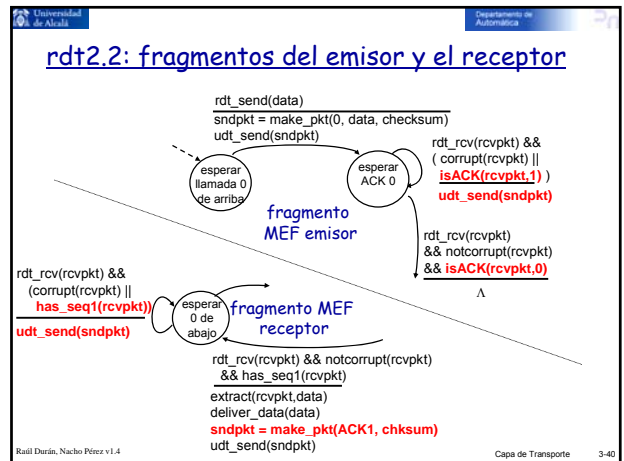 Universidad
de Alcalá
Departamento de
Automática
rdt2.2: fragmentos del emisor y el receptor
rdt_send(data)
sndpkt = make_pkt(0, data, checksum)
udt_send(sndpkt)
esperar
llamada 0
de arriba
esperar
ACK 0
rdt_rcv(rcvpkt) &&
( corrupt(rcvpkt) ||
isACK(rcvpkt,1) )
udt_send(sndpkt)
fragmento
MEF emisor
rdt_rcv(rcvpkt)
&& notcorrupt(rcvpkt)
&& isACK(rcvpkt,0)
Λ
rdt_rcv(rcvpkt) &&
(corrupt(rcvpkt) ||
has_seq1(rcvpkt))
udt_send(sndpkt)
esperar
0 de
abajo
fragmento MEF
receptor
rdt_rcv(rcvpkt) && notcorrupt(rcvpkt)
&& has_seq1(rcvpkt)
extract(rcvpkt,data)
deliver_data(data)
sndpkt = make_pkt(ACK1, chksum)
udt_send(sndpkt)
Raúl Durán, Nacho Pérez v1.4
Capa de Transporte 3-40